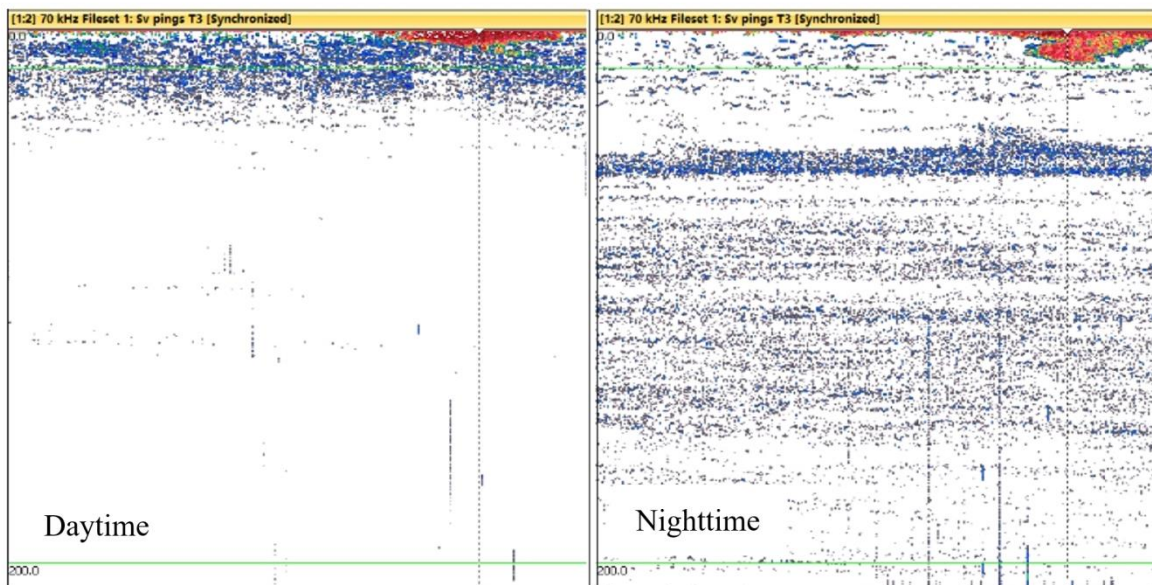 [1:2] 70 kHz Fileset 1: Sv pings T3 [Synchronized]
0.0
Daytime
200.0
[1:2] 70 kHz Fileset 1: Sv pings T3 [Synchronized]
0.0
Nighttime
200.0